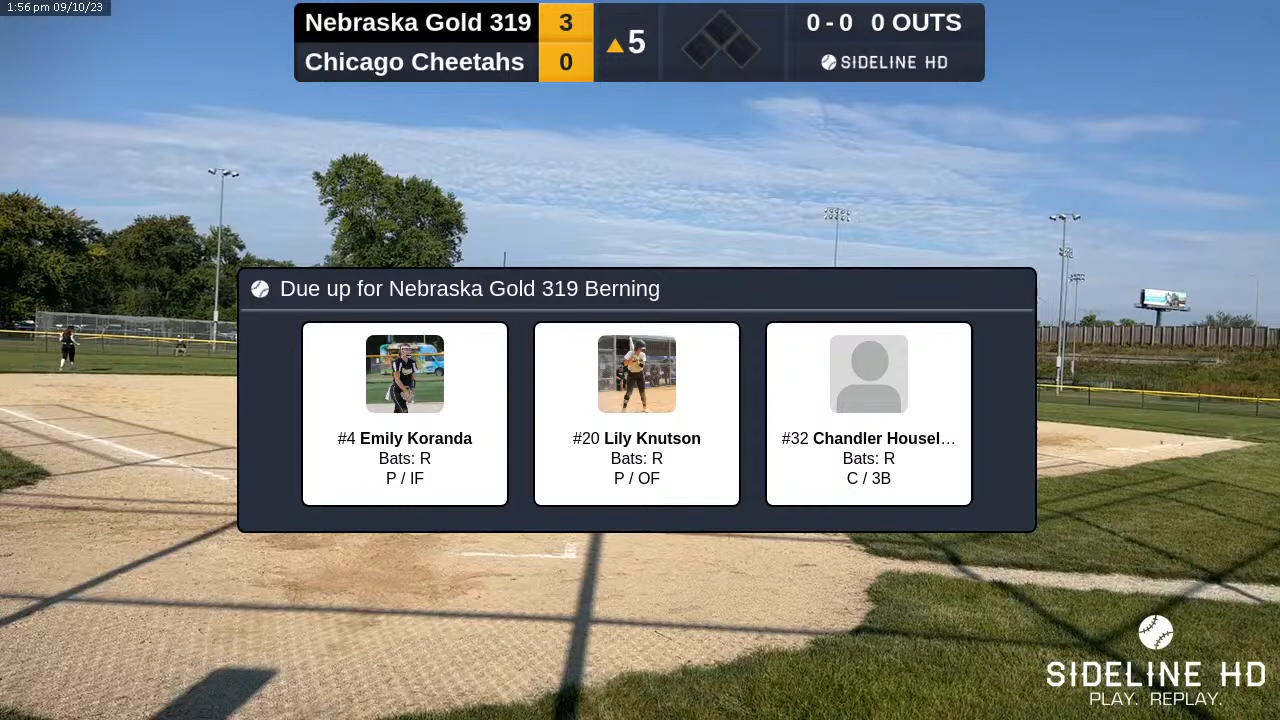 1:56 pm 09/10/23
Nebraska Gold 319 3
Chicago Cheetahs 0
▲5
0 - 0 0 OUTS
SIDELINE HD
Due up for Nebraska Gold 319 Berning
#4 Emily Koranda
Bats: R
P / IF
#20 Lily Knutson
Bats: R
P / OF
#32 Chandler Housel…
Bats: R
C / 3B
SIDELINE HD
PLAY. REPLAY.